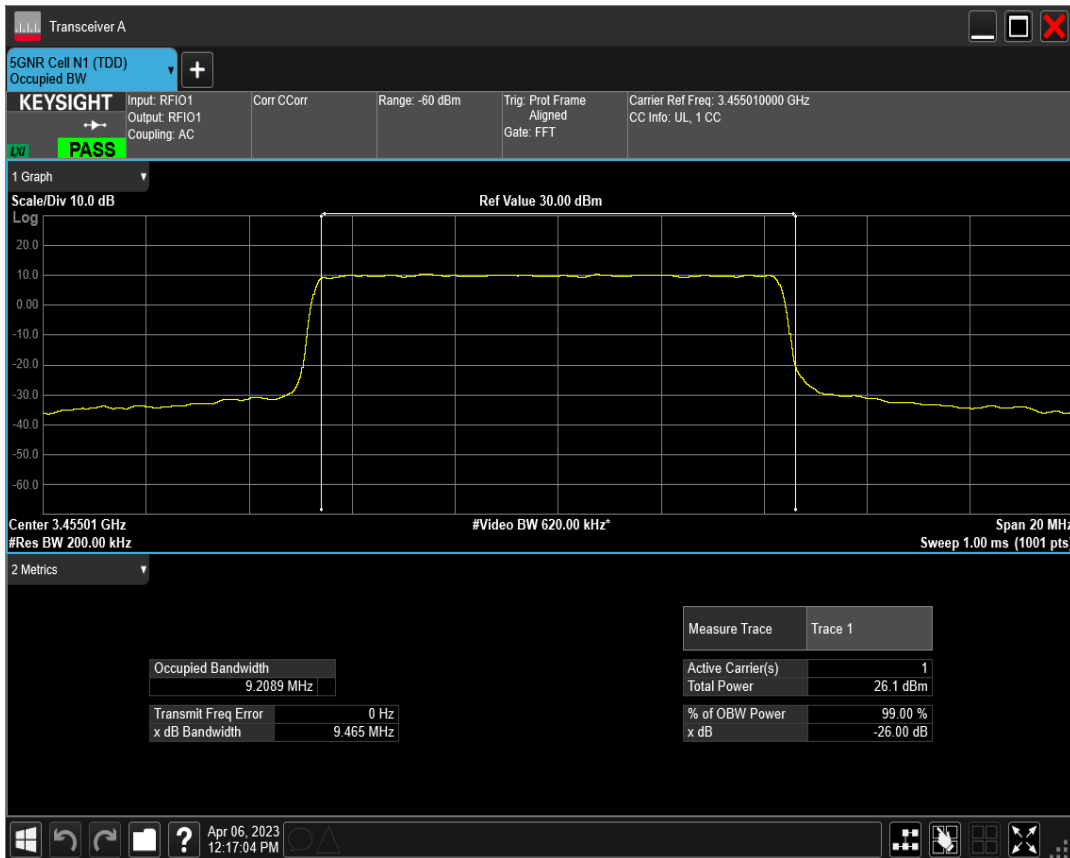 Transceiver A
5GNR Cell N1 (TDD)
Occupied BW
+
KEYSIGHT
LXI
PASS
Input: RFIO1
Output: RFIO1
Coupling: AC
Corr CCorr
Range: -60 dBm
Trig: Prot Frame
Aligned
Gate: FFT
Carrier Ref Freq: 3.455010000 GHz
CC Info: UL, 1 CC
1 Graph
Scale/Div 10.0 dB
Ref Value 30.00 dBm
Log
20.0
10.0
0.00
-10.0
-20.0
-30.0
-40.0
-50.0
-60.0
Center 3.45501 GHz
#Video BW 620.00 kHz*
Span 20 MHz
#Res BW 200.00 kHz
Sweep 1.00 ms (1001 pts)
2 Metrics
Measure Trace Trace 1
Occupied Bandwidth
9.2089 MHz
Active Carrier(s) 1
Total Power 26.1 dBm
Transmit Freq Error 0 Hz
x dB Bandwidth 9.465 MHz
% of OBW Power 99.00 %
x dB -26.00 dB
?
Apr 06, 2023
12:17:04 PM